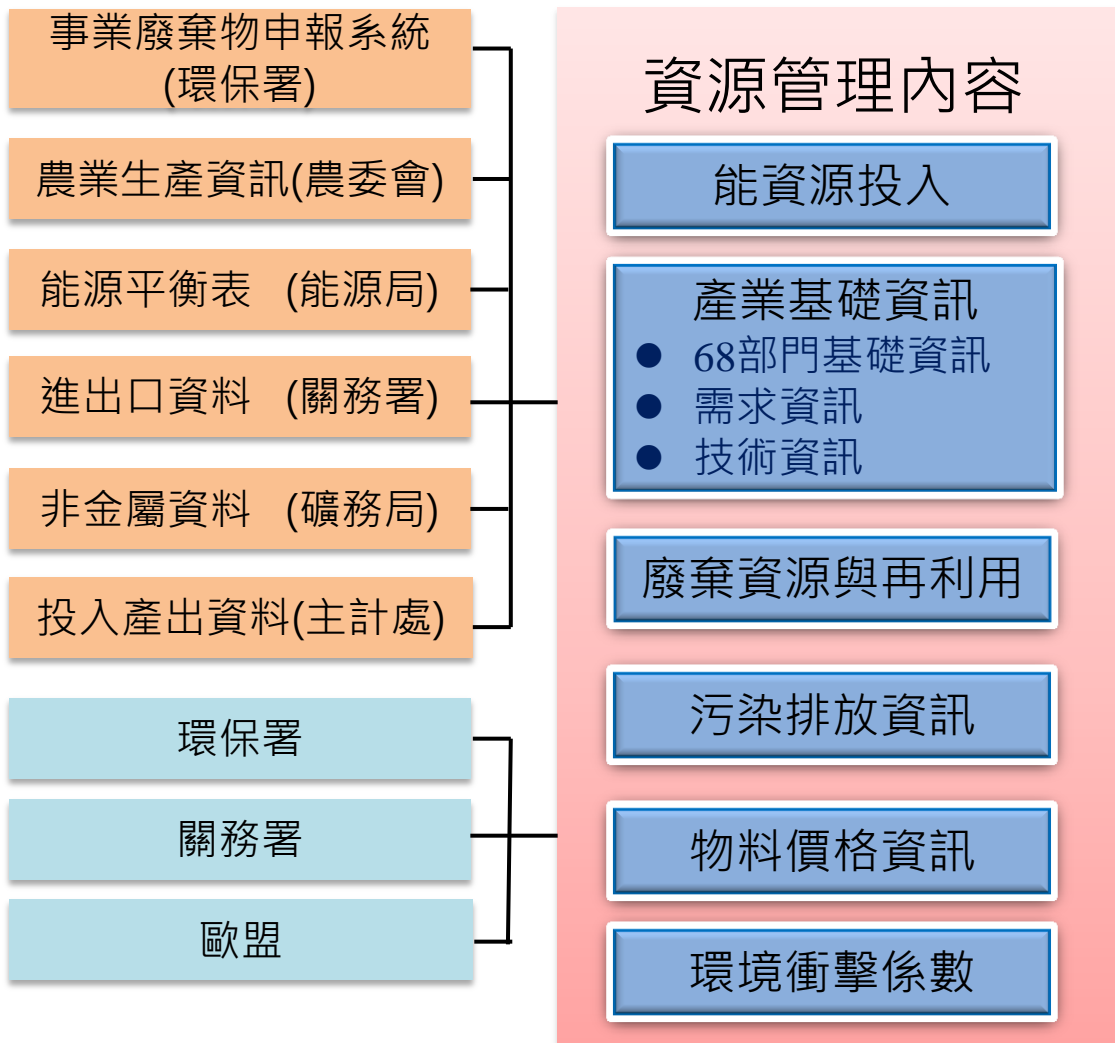 事業廢棄物申報系統
(環保署)
農業生產資訊(農委會)
能源平衡表 (能源局)
進出口資料 (關務署)
非金屬資料 (礦務局)
投入產出資料(主計處)
環保署
關務署
歐盟
資源管理內容
能資源投入
產業基礎資訊
● 68部門基礎資訊
● 需求資訊
● 技術資訊
廢棄資源與再利用
污染排放資訊
物料價格資訊
環境衝擊係數